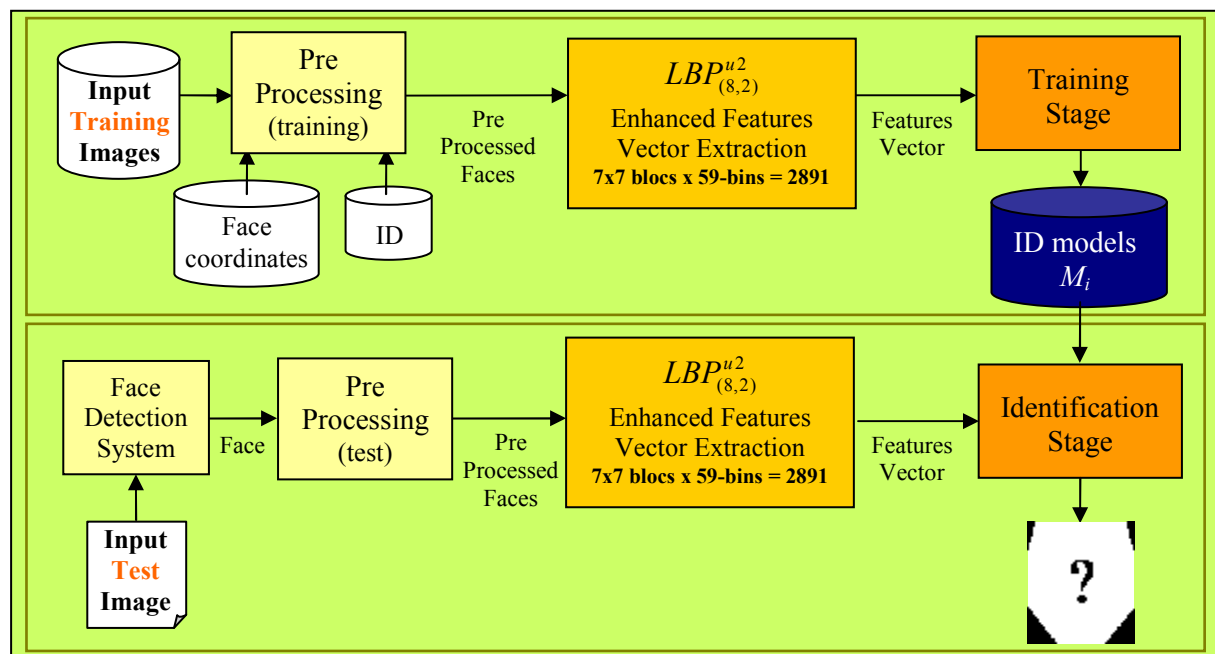 Input
Training
Images
Pre
Processing
(training)
Face
coordinates
ID
Pre
Processed
Faces
LBP^{u2}_{(8,2)}
Enhanced Features
Vector Extraction
7x7 blocs x 59-bins = 2891
Features
Vector
Training
Stage
ID models
M_i
Face
Detection
System
Input
Test
Image
Face
Pre
Processing
(test)
Pre
Processed
Faces
LBP^{u2}_{(8,2)}
Enhanced Features
Vector Extraction
7x7 blocs x 59-bins = 2891
Features
Vector
Identification
Stage
?